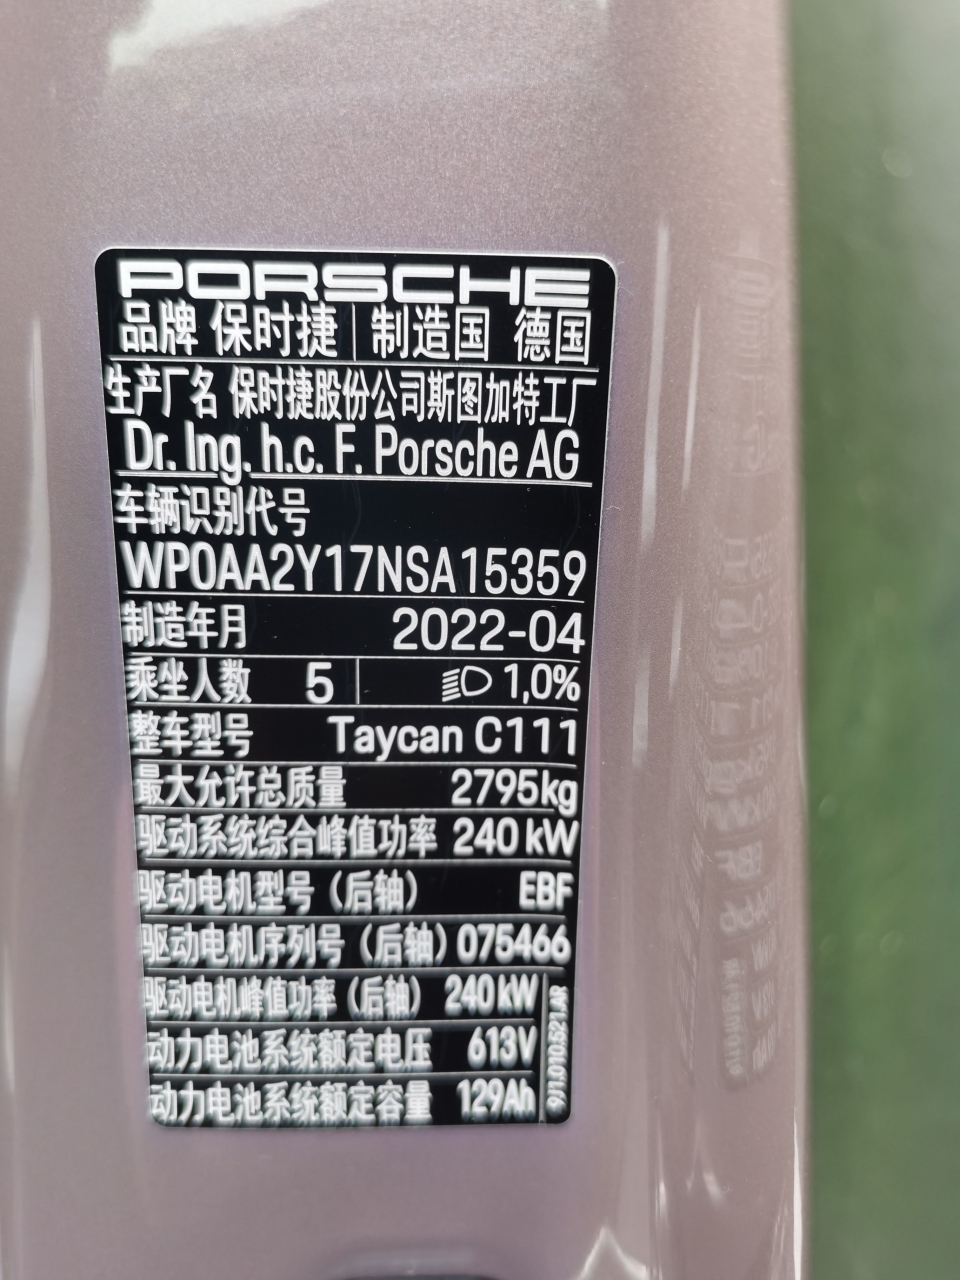 PORSCHE
品牌 保时捷 制造国 德国
生产厂名 保时捷股份公司斯图加特工厂
Dr. Ing. h.c. F. Porsche AG
车辆识别代号
WP0AA2Y17NSA15359
制造年月 2022-04
乘坐人数 5 1,0%
整车型号 Taycan C111
最大允许总质量 2795kg
驱动系统综合峰值功率 240 kW
驱动电机型号（后轴） EBF
驱动电机序列号（后轴）075466
驱动电机峰值功率（后轴） 240 kW
动力电池系统额定电压 613V
动力电池系统额定容量 129Ah
9J1.010.521.AR